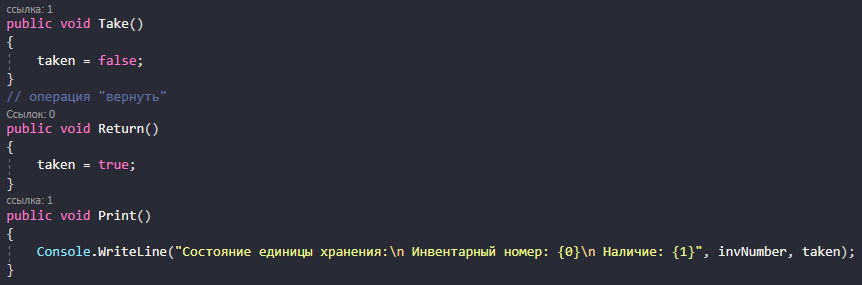 ссылка: 1
public void Take()
{
    taken = false;
}
// операция "вернуть"
Ссылок: 0
public void Return()
{
    taken = true;
}
ссылка: 1
public void Print()
{
    Console.WriteLine("Состояние единицы хранения:\n Инвентарный номер: {0}\n Наличие: {1}", invNumber, taken);
}